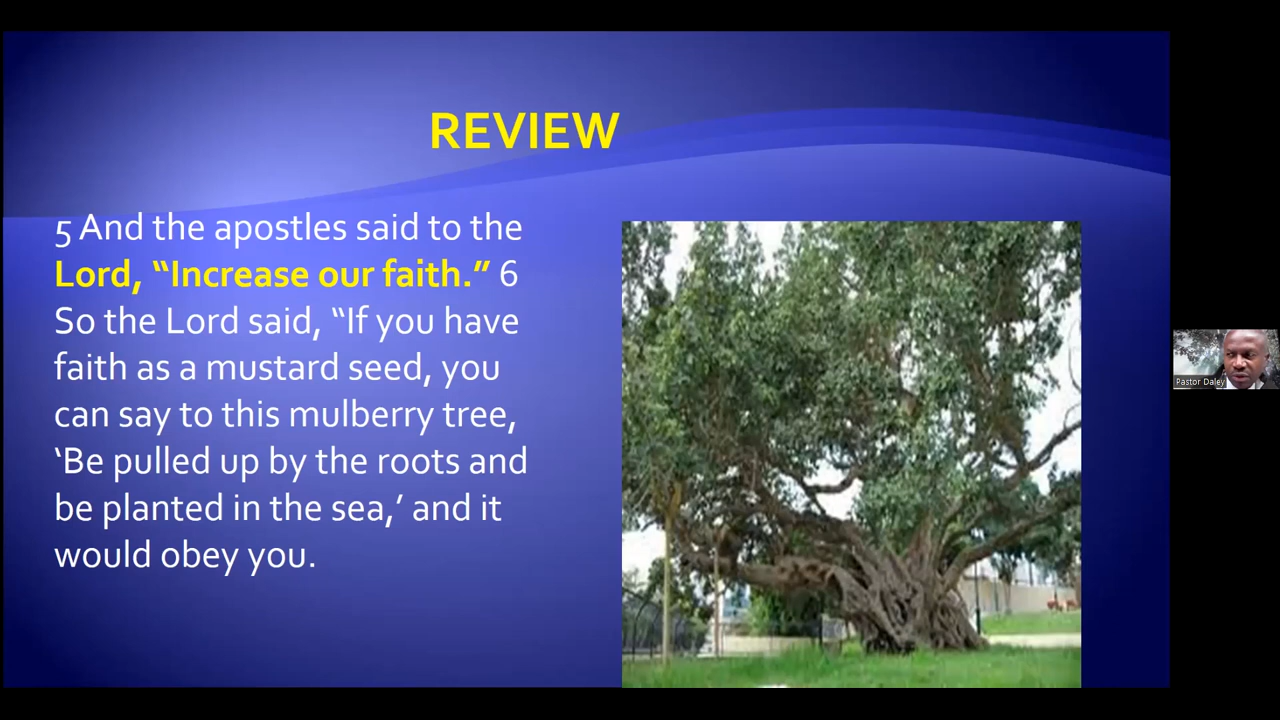 REVIEW
5 And the apostles said to the
Lord, “Increase our faith.” 6
So the Lord said, “If you have
faith as a mustard seed, you
can say to this mulberry tree,
‘Be pulled up by the roots and
be planted in the sea,’ and it
would obey you.
Pastor Daley